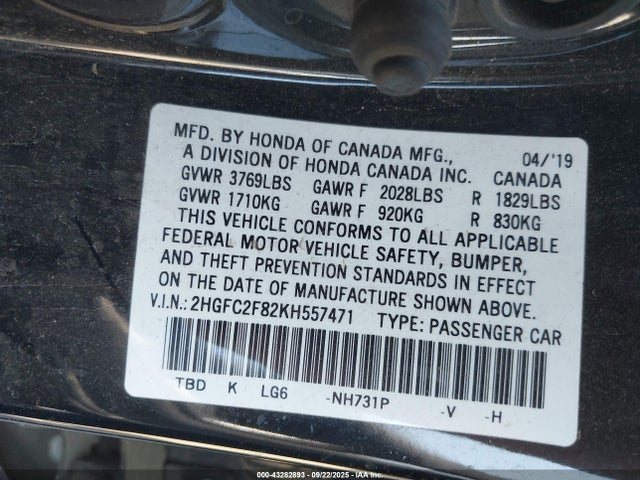 MFD. BY HONDA OF CANADA MFG., 04/'19
A DIVISION OF HONDA CANADA INC. CANADA
GVWR 3769LBS GAWR F 2028LBS R 1829LBS
GVWR 1710KG GAWR F 920KG R 830KG
THIS VEHICLE CONFORMS TO ALL APPLICABLE
FEDERAL MOTOR VEHICLE SAFETY, BUMPER,
AND THEFT PREVENTION STANDARDS IN EFFECT
ON THE DATE OF MANUFACTURE SHOWN ABOVE.
V.I.N.: 2HGFC2F82KH557471 TYPE: PASSENGER CAR
TBD K LG6 -NH731P -V -H
000-43282893 - 09/22/2025 - IAA Inc.